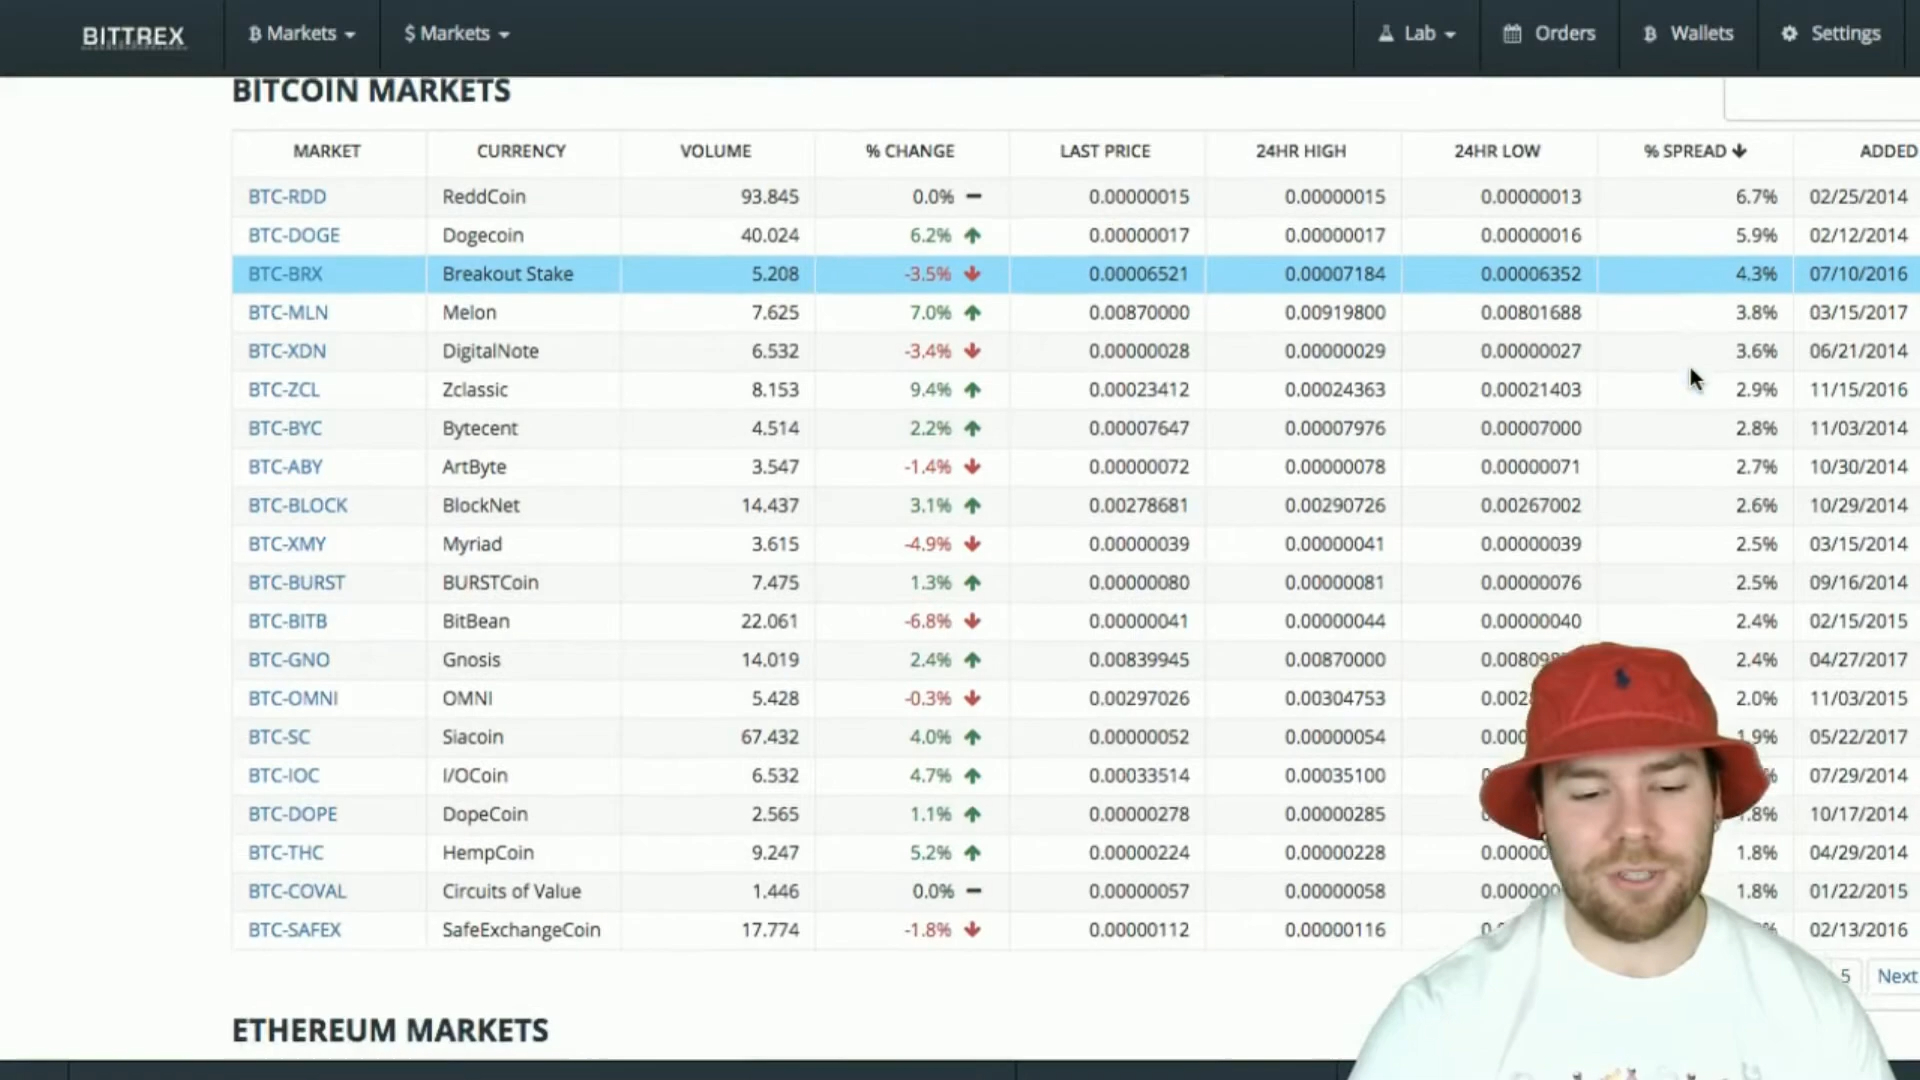 BITTREX ₿ Markets $ Markets Lab Orders ₿ Wallets Settings
BITCOIN MARKETS
MARKET CURRENCY VOLUME % CHANGE LAST PRICE 24HR HIGH 24HR LOW % SPREAD ADDED
BTC-RDD ReddCoin 93.845 0.0% 0.00000015 0.00000015 0.00000013 6.7% 02/25/2014
BTC-DOGE Dogecoin 40.024 6.2% 0.00000017 0.00000017 0.00000016 5.9% 02/12/2014
BTC-BRX Breakout Stake 5.208 -3.5% 0.00006521 0.00007184 0.00006352 4.3% 07/10/2016
BTC-MLN Melon 7.625 7.0% 0.00870000 0.00919800 0.00801688 3.8% 03/15/2017
BTC-XDN DigitalNote 6.532 -3.4% 0.00000028 0.00000029 0.00000027 3.6% 06/21/2014
BTC-ZCL Zclassic 8.153 9.4% 0.00023412 0.00024363 0.00021403 2.9% 11/15/2016
BTC-BYC Bytecent 4.514 2.2% 0.00007647 0.00007976 0.00007000 2.8% 11/03/2014
BTC-ABY ArtByte 3.547 -1.4% 0.00000072 0.00000078 0.00000071 2.7% 10/30/2014
BTC-BLOCK BlockNet 14.437 3.1% 0.00278681 0.00290726 0.00267002 2.6% 10/29/2014
BTC-XMY Myriad 3.615 -4.9% 0.00000039 0.00000041 0.00000039 2.5% 03/15/2014
BTC-BURST BURSTCoin 7.475 1.3% 0.00000080 0.00000081 0.00000076 2.5% 09/16/2014
BTC-BITB BitBean 22.061 -6.8% 0.00000041 0.00000044 0.00000040 2.4% 02/15/2015
BTC-GNO Gnosis 14.019 2.4% 0.00839945 0.00870000 2.4% 04/27/2017
BTC-OMNI OMNI 5.428 -0.3% 0.00297026 0.00304753 2.0% 11/03/2015
BTC-SC Siacoin 67.432 4.0% 0.00000052 0.00000054 1.9% 05/22/2017
BTC-IOC I/OCoin 6.532 4.7% 0.00033514 0.00035100 07/29/2014
BTC-DOPE DopeCoin 2.565 1.1% 0.00000278 0.00000285 10/17/2014
BTC-THC HempCoin 9.247 5.2% 0.00000224 0.00000228 1.8% 04/29/2014
BTC-COVAL Circuits of Value 1.446 0.0% 0.00000057 0.00000058 1.8% 01/22/2015
BTC-SAFEX SafeExchangeCoin 17.774 -1.8% 0.00000112 0.00000116 02/13/2016
5 Next
ETHEREUM MARKETS